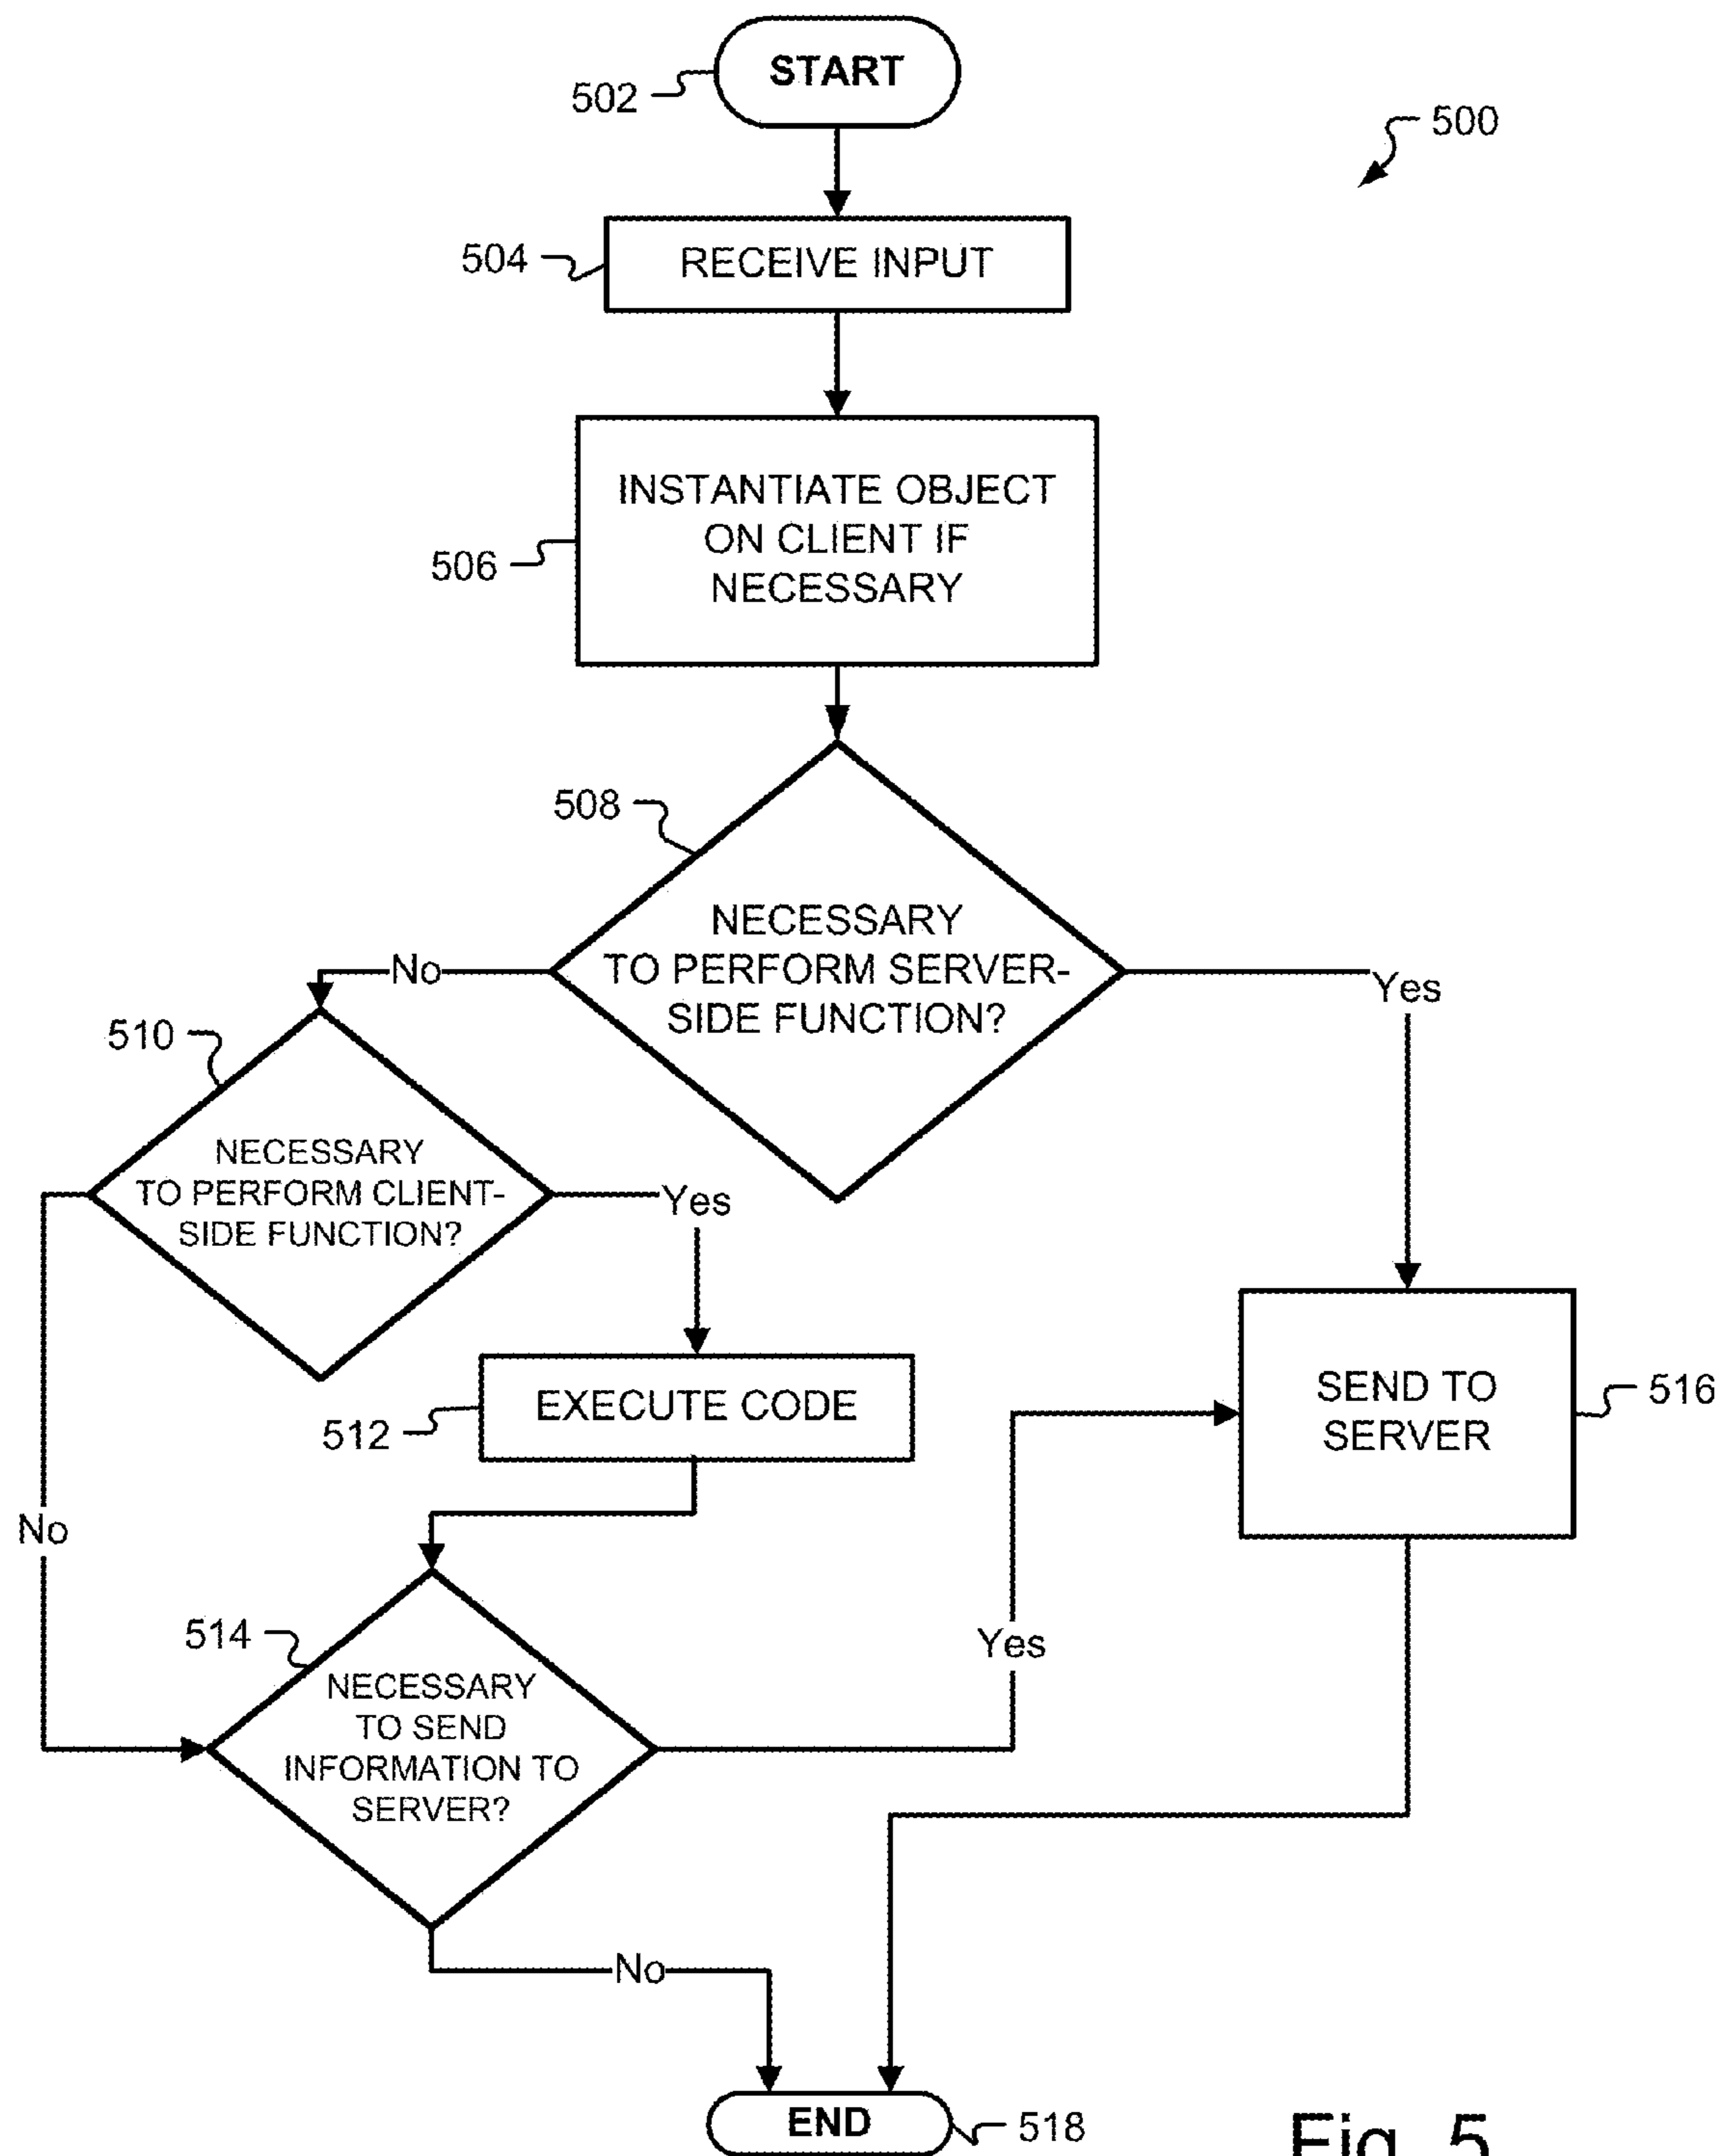 START
502
500
504
RECEIVE INPUT
INSTANTIATE OBJECT
ON CLIENT IF
NECESSARY
506
508
NECESSARY
TO PERFORM SERVER-
SIDE FUNCTION?
No
Yes
510
NECESSARY
TO PERFORM CLIENT-
SIDE FUNCTION?
Yes
EXECUTE CODE
512
SEND TO
SERVER
516
No
514
NECESSARY
TO SEND
INFORMATION TO
SERVER?
Yes
No
END
518
Fig. 5